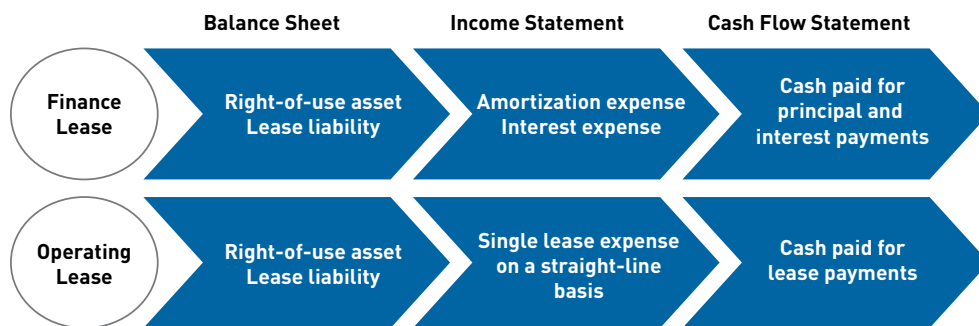 Balance Sheet
Income Statement
Cash Flow Statement
Finance
Lease
Right-of-use asset
Lease liability
Amortization expense
Interest expense
Cash paid for
principal and
interest payments
Operating
Lease
Right-of-use asset
Lease liability
Single lease expense
on a straight-line
basis
Cash paid for
lease payments